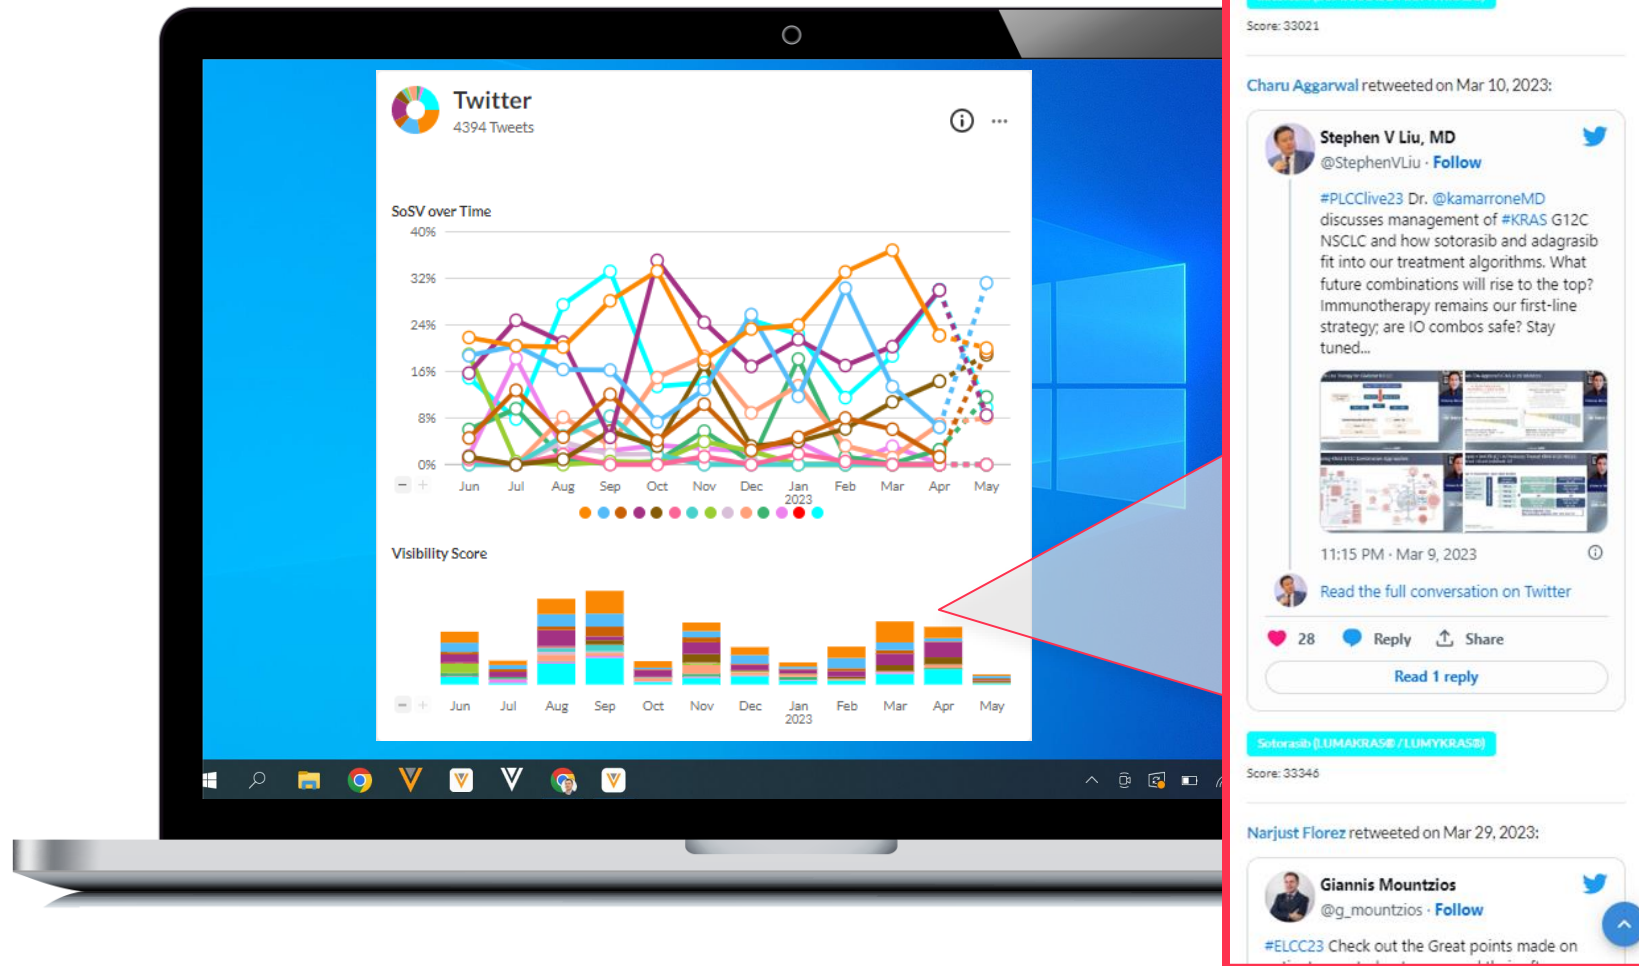 Twitter
4394 Tweets
SoSV over Time
40%
32%
24%
16%
8%
0%
Jun Jul Aug Sep Oct Nov Dec Jan Feb Mar Apr May
2023
Visibility Score
Jun Jul Aug Sep Oct Nov Dec Jan Feb Mar Apr May
2023
Score: 33021
Charu Aggarwal retweeted on Mar 10, 2023:
Stephen V Liu, MD
@StephenVLiu · Follow
#PLCClive23 Dr. @kamarroneMD
discusses management of #KRAS G12C
NSCLC and how sotorasib and adagrasib
fit into our treatment algorithms. What
future combinations will rise to the top?
Immunotherapy remains our first-line
strategy; are IO combos safe? Stay
tuned...
11:15 PM · Mar 9, 2023
Read the full conversation on Twitter
28 Reply Share
Read 1 reply
Sotorasib (LUMAKRAS® / LUMYKRAS®)
Score: 33346
Narjust Florez retweeted on Mar 29, 2023:
Giannis Mountzios
@g_mountzios · Follow
#ELCC23 Check out the Great points made on